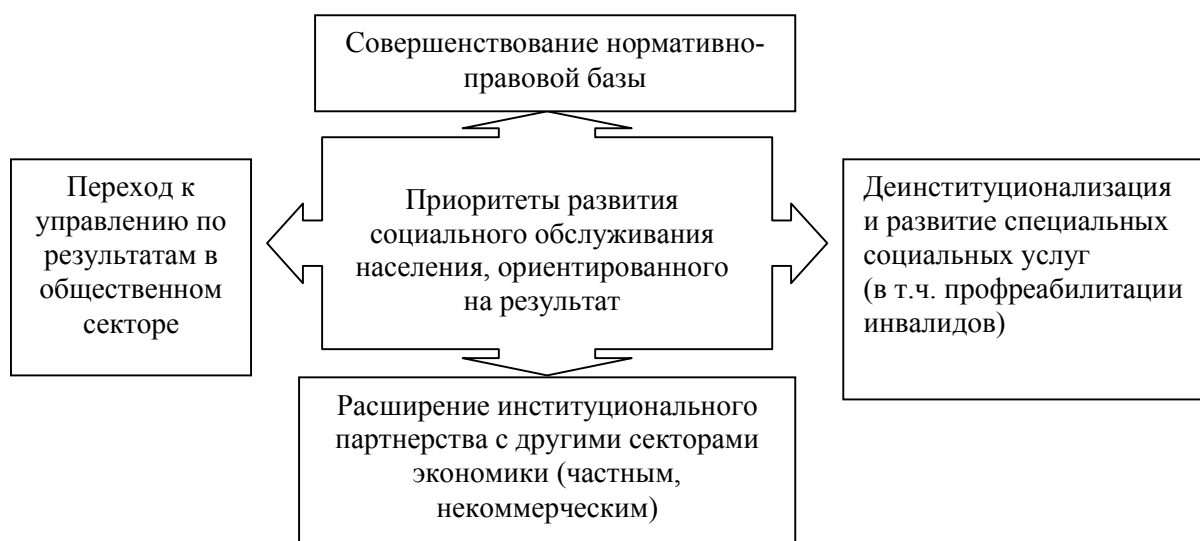 Совершенствование нормативно-
правовой базы
Переход к
управлению по
результатам в
общественном
секторе
Приоритеты развития
социального обслуживания
населения, ориентированного
на результат
Деинституционализация
и развитие специальных
социальных услуг
(в т.ч. профреабилитации
инвалидов)
Расширение институционального
партнерства с другими секторами
экономики (частным,
некоммерческим)